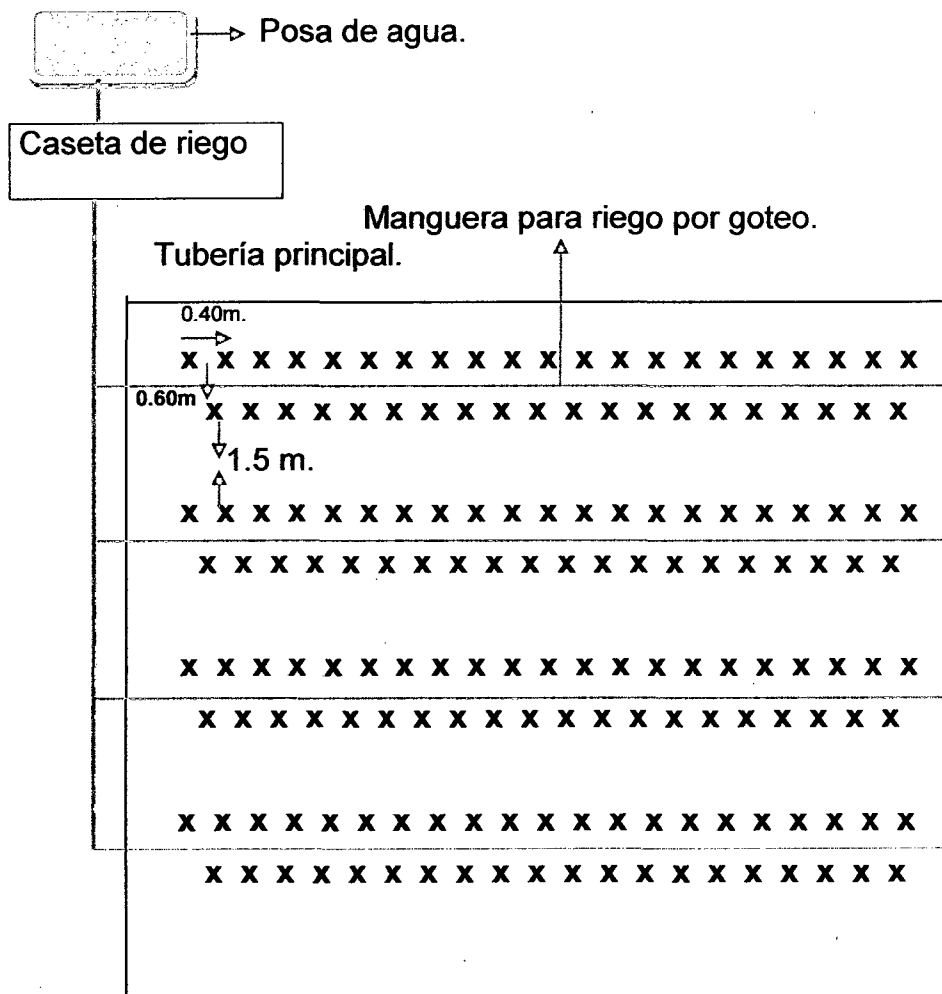 Posa de agua.
Caseta de riego
Manguera para riego por goteo.
Tubería principal.
0.40m.
0.60m
1.5 m.